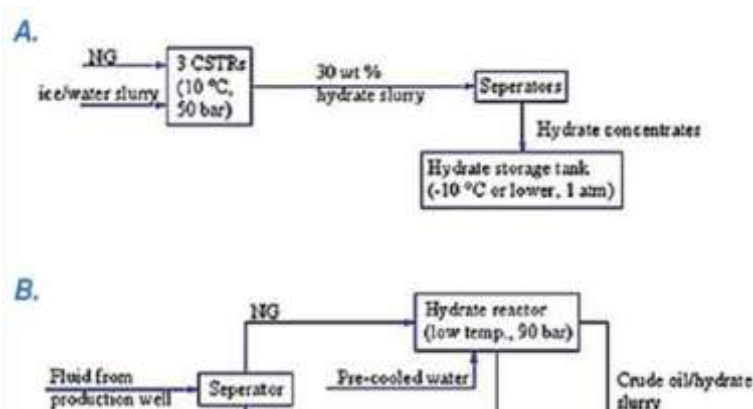 A.
NG
ice/water slurry
3 CSTRs
(10 °C,
50 bar)
30 wt %
hydrate slurry
Seperators
Hydrate concentrates
Hydrate storage tank
(-10 °C or lower, 1 atm)
B.
NG
Hydrate reactor
(low temp., 90 bar)
Fluid from
production well
Seperator
Pre-cooled water
Crude oil/hydrate
slurry